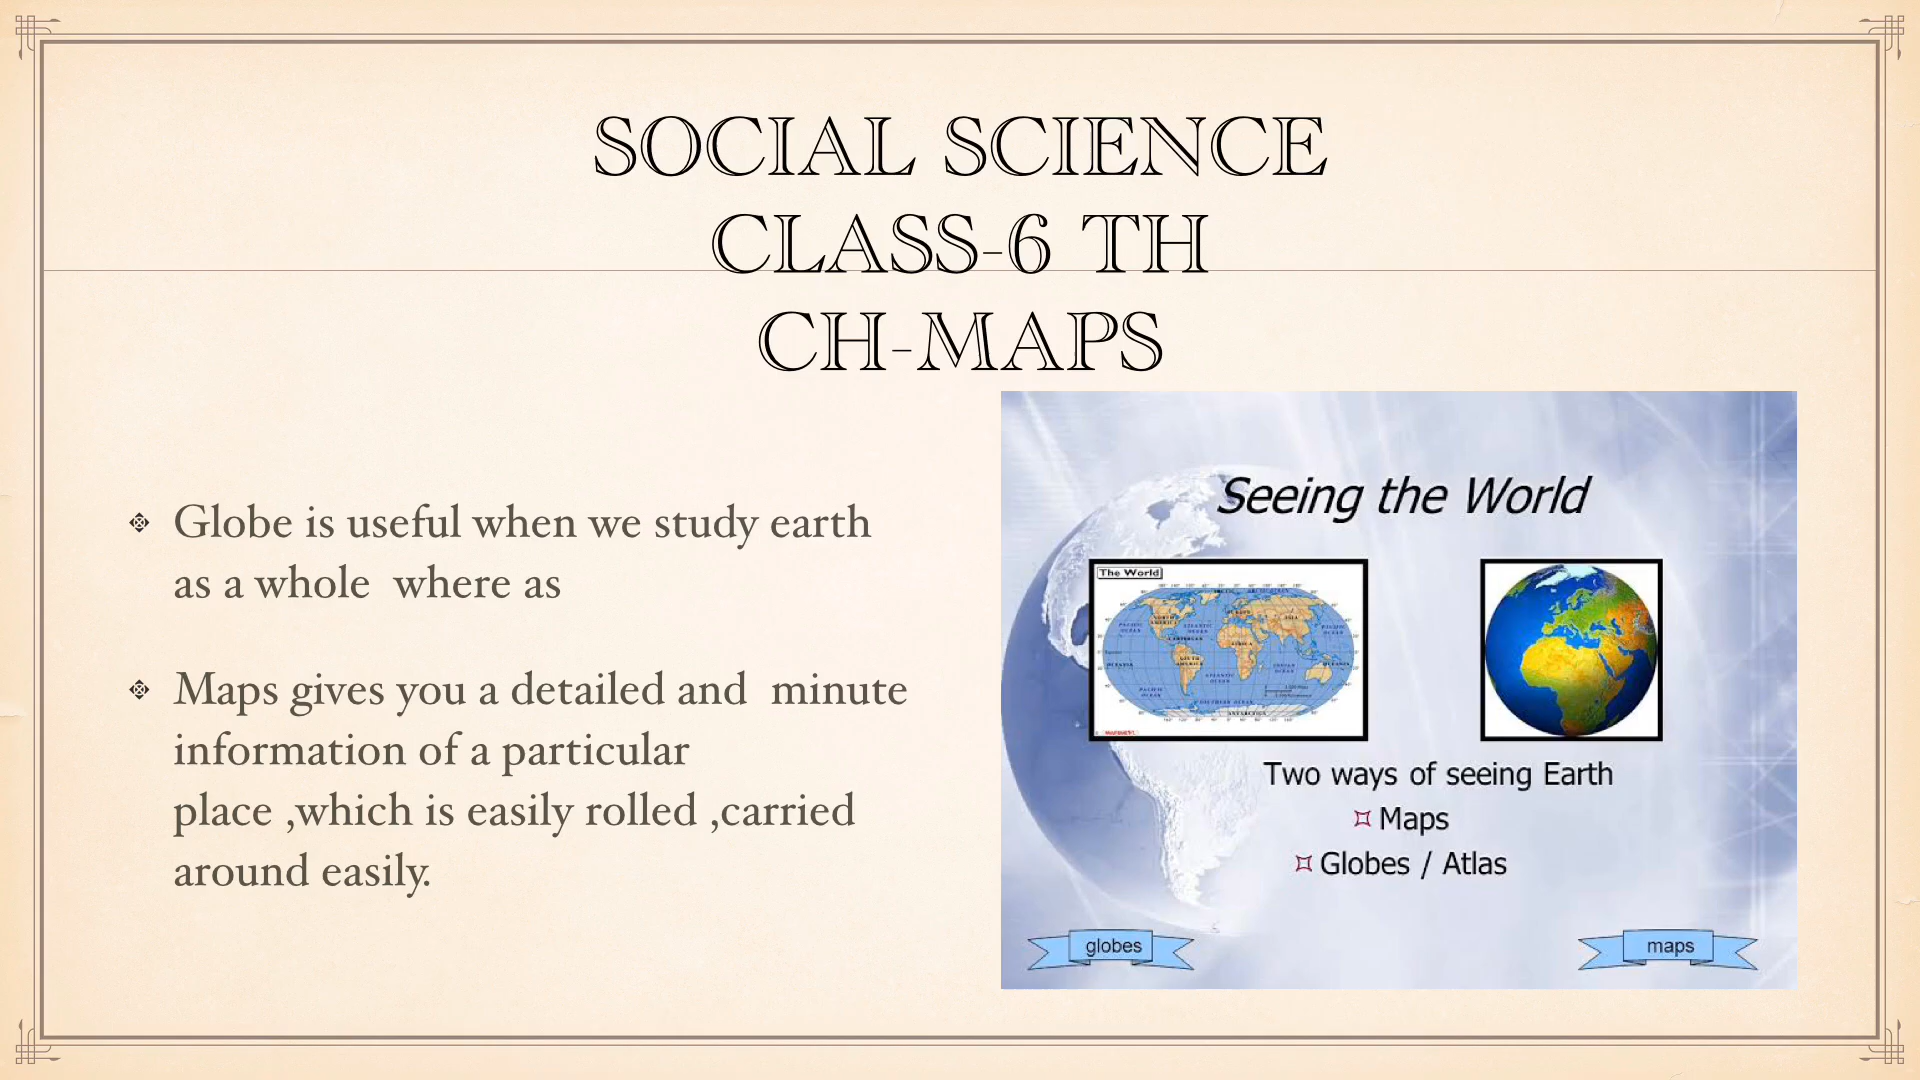 SOCIAL SCIENCE
CLASS-6 TH
CH-MAPS
Globe is useful when we study earth
as a whole  where as
Maps gives you a detailed and  minute
information of a particular
place ,which is easily rolled ,carried
around easily.
Seeing the World
The World
Two ways of seeing Earth
Maps
Globes / Atlas
globes
maps